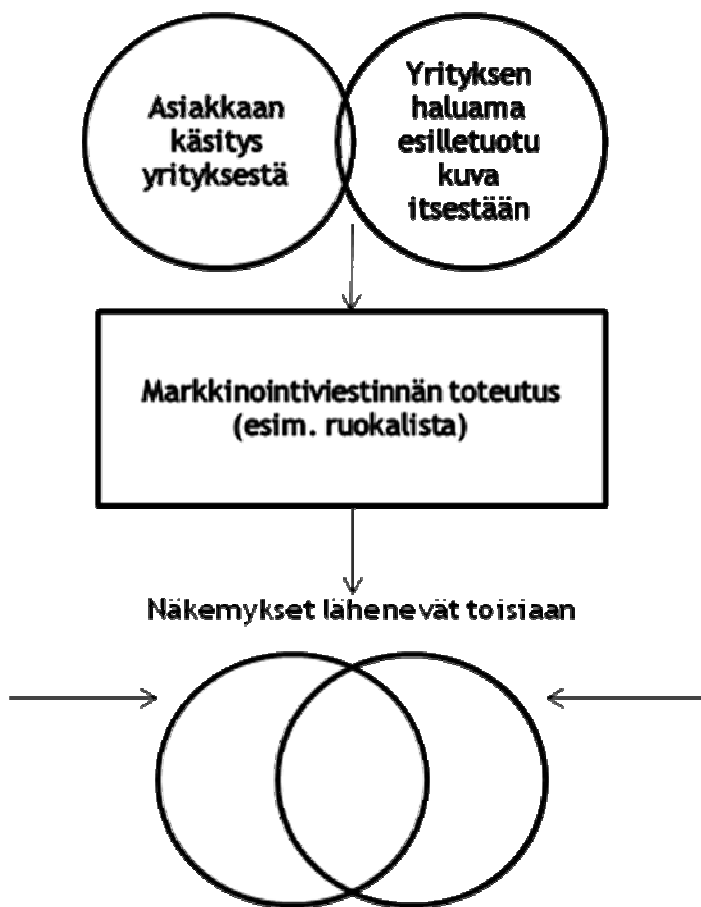 Asiakkaan
käsitys
yrityksestä
Yrityksen
haluama
esilletuotu
kuva
itsestään
Markkinointiviestinnän toteutus
(esim. ruokalista)
Näkemykset lähenevät toisiaan